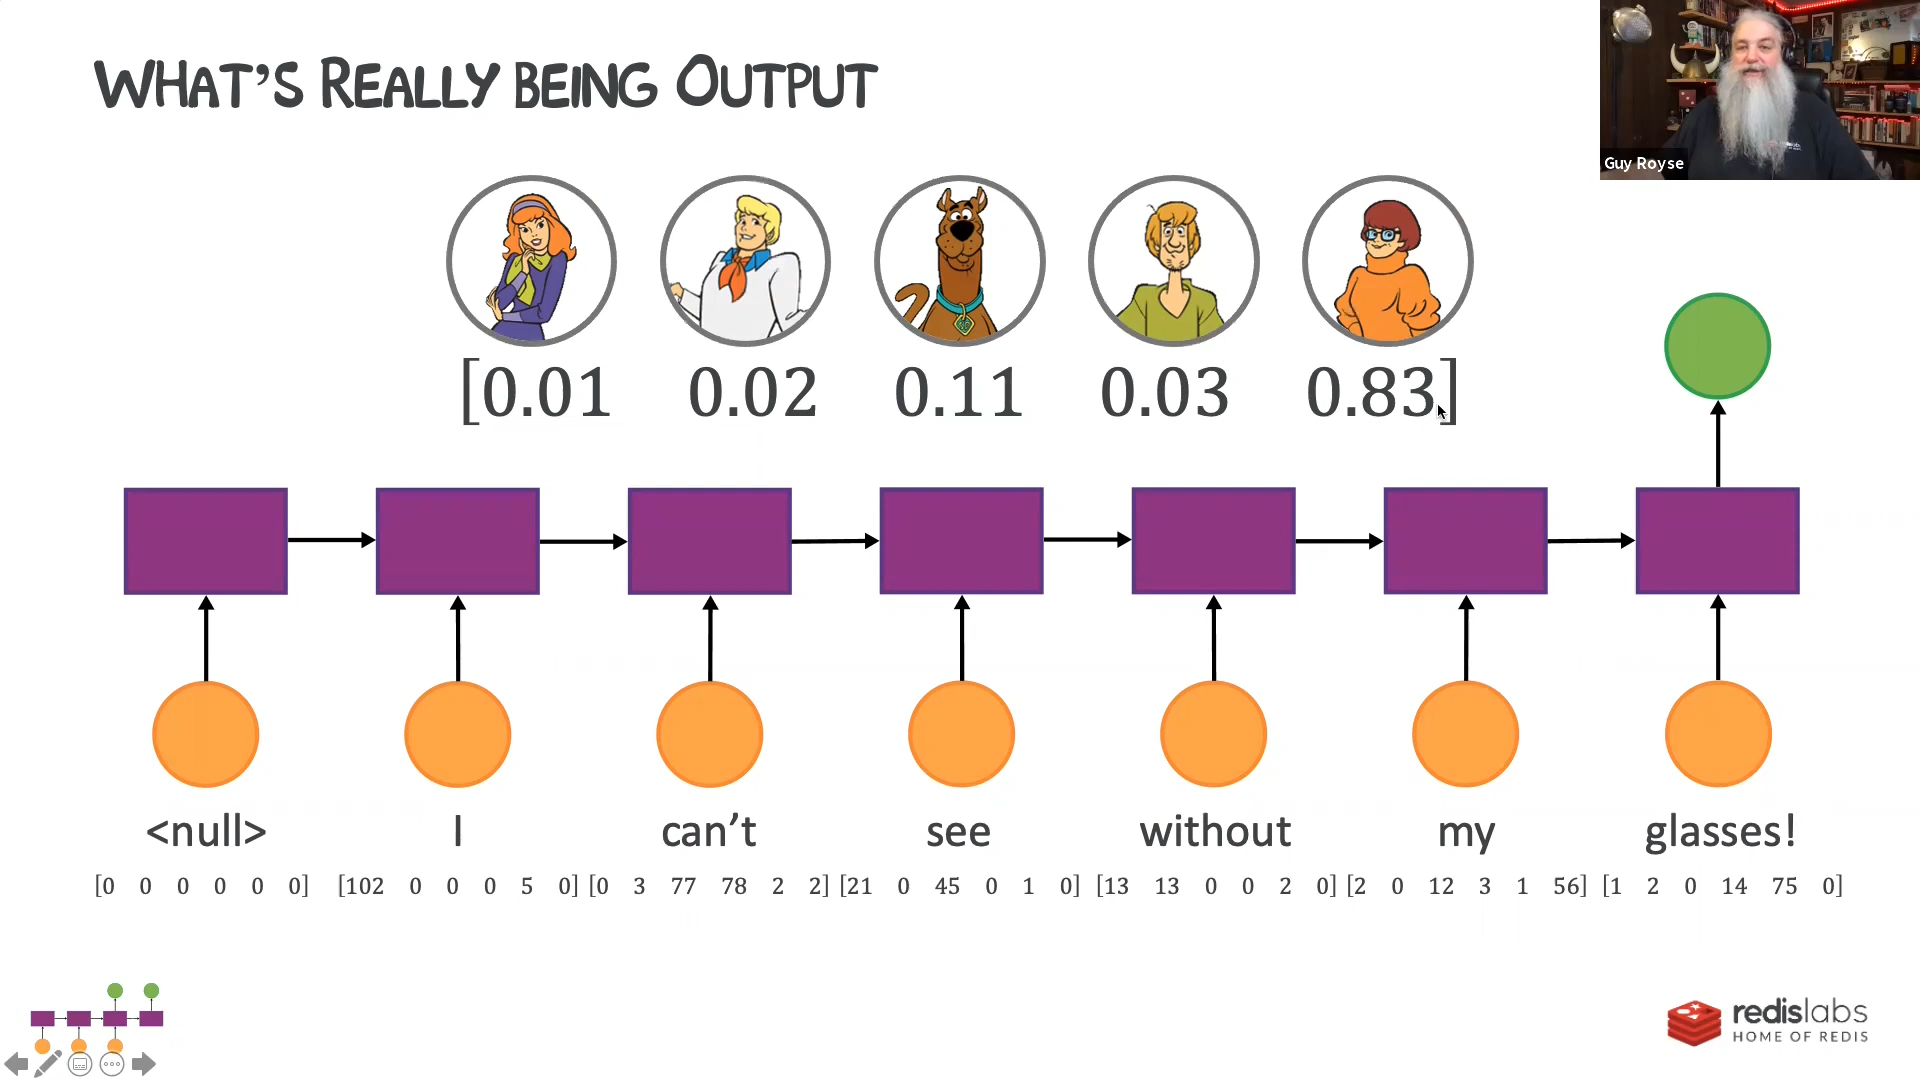 WHAT'S REALLY BEING OUTPUT
Guy Royse
[0.01 0.02 0.11 0.03 0.83]
<null> I can't see without my glasses!
[0 0 0 0 0 0] [102 0 0 0 5 0] [0 3 77 78 2 2] [21 0 45 0 1 0] [13 13 0 0 2 0] [2 0 12 3 1 56] [1 2 0 14 75 0]
redislabs
HOME OF REDIS